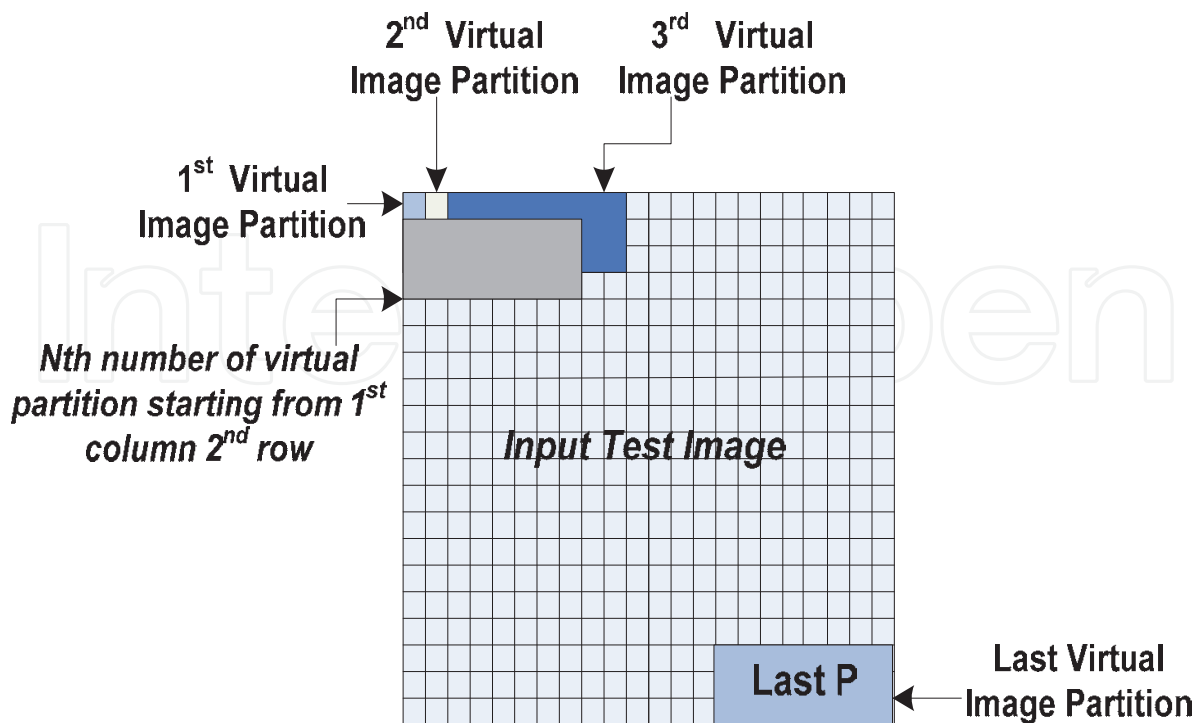 2nd Virtual
Image Partition
3rd Virtual
Image Partition
1st Virtual
Image Partition
Nth number of virtual
partition starting from 1st
column 2nd row
Input Test Image
Last P
Last Virtual
Image Partition